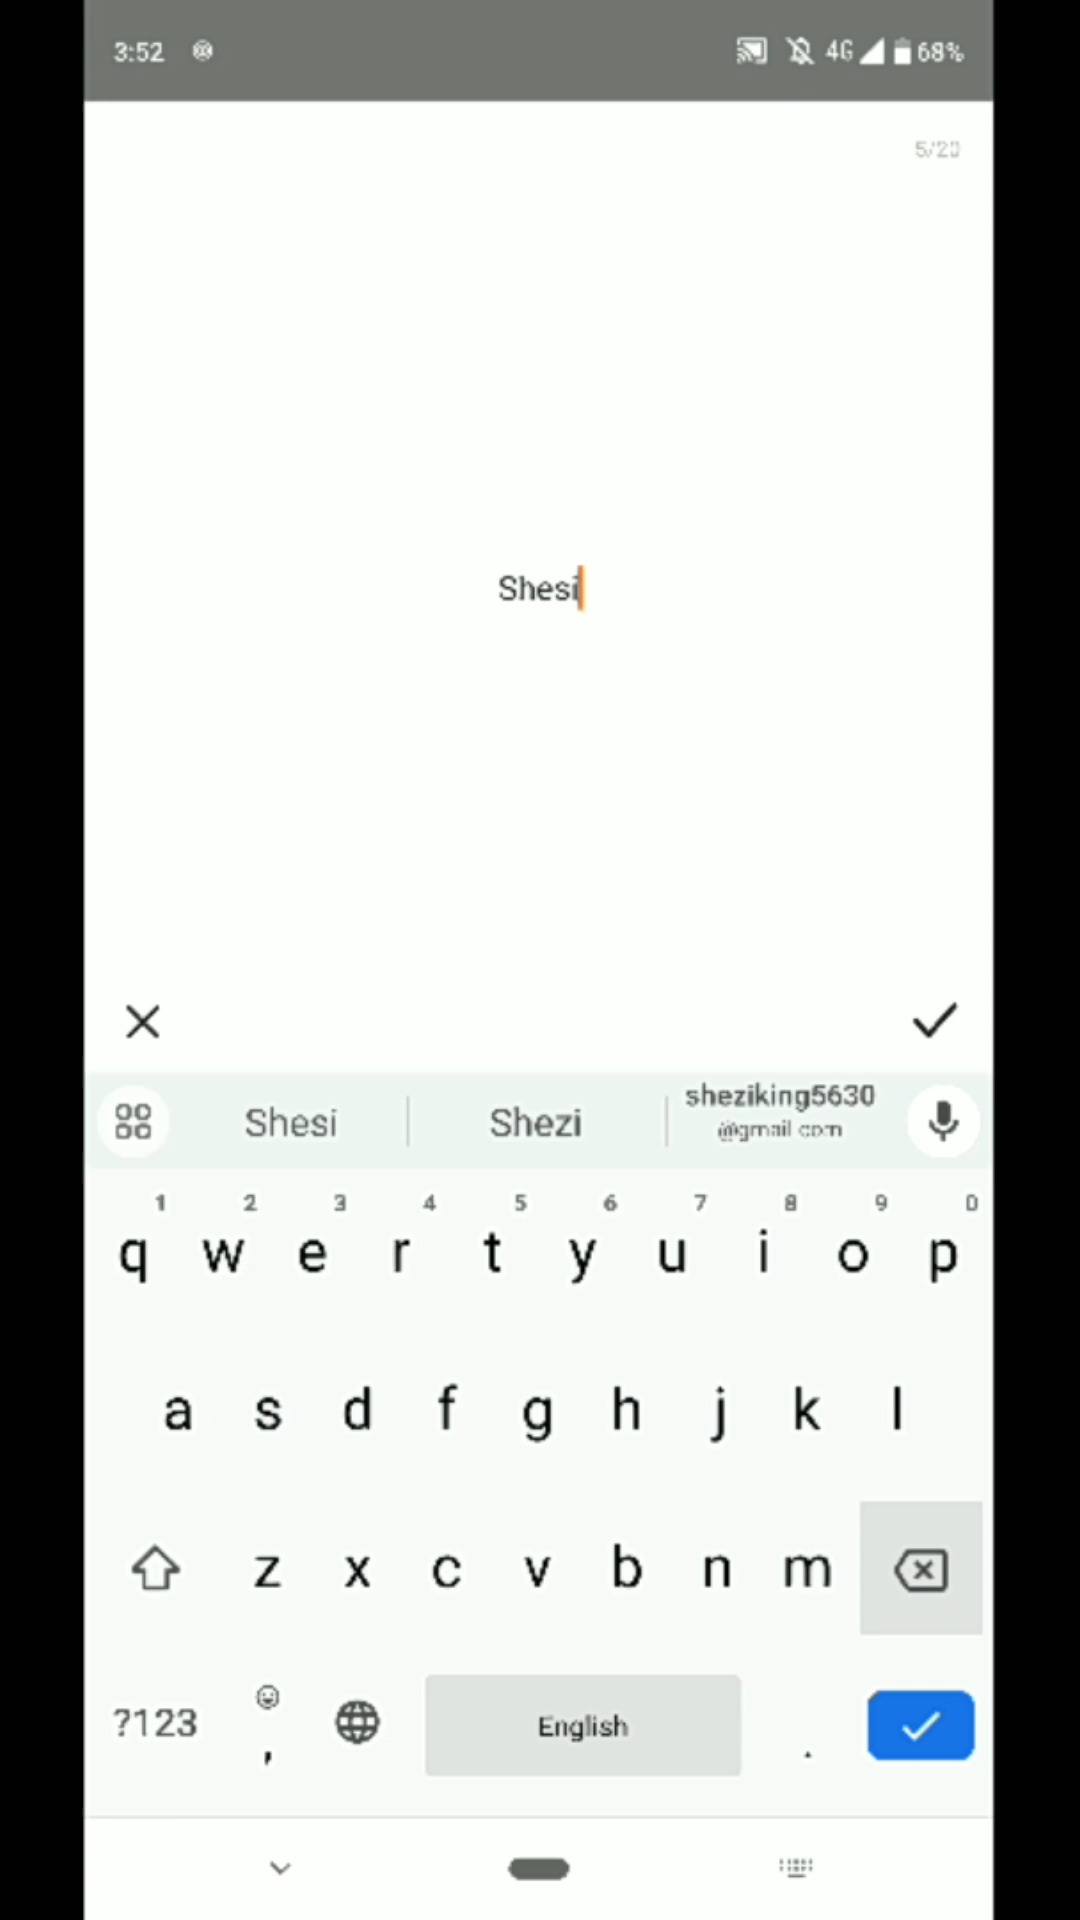 3:52 4G 68%
5/20
Shesi
Shesi Shezi sheziking5630
@gmail.com
1 2 3 4 5 6 7 8 9 0
q w e r t y u i o p
a s d f g h j k l
z x c v b n m
?123 , English .